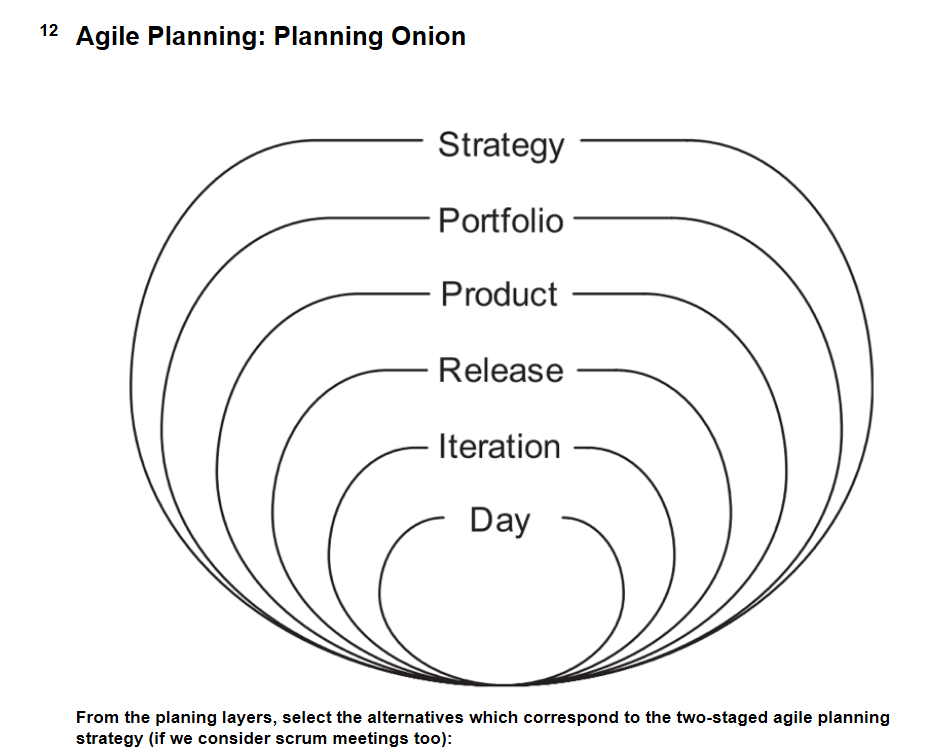 12 Agile Planning: Planning Onion
Strategy
Portfolio
Product
Release
Iteration
Day
From the planing layers, select the alternatives which correspond to the two-staged agile planning
strategy (if we consider scrum meetings too):